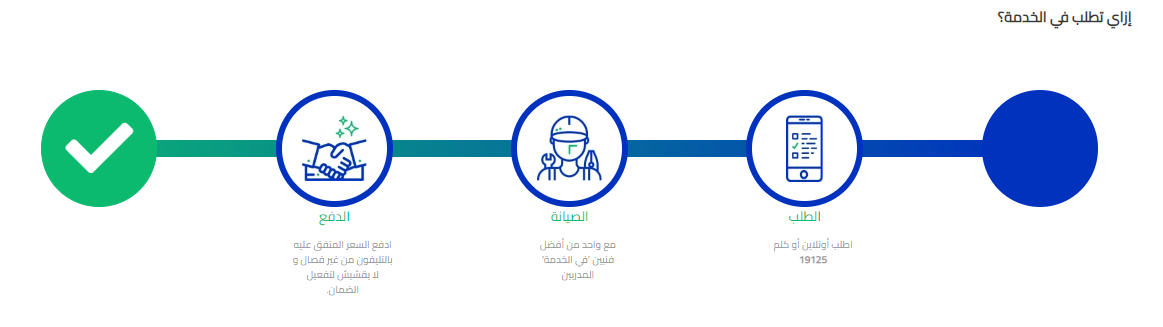 إزاي تطلب في الخدمة؟
الطلب
اطلب أونلاين أو كلم
19125
الصيانة
مع واحد من أفضل
فنيين 'في الخدمة'
المدربين
الدفع
ادفع السعر المتفق عليه
بالتليفون من غير فصال و
لا بقشيش لتفعيل
الضمان.